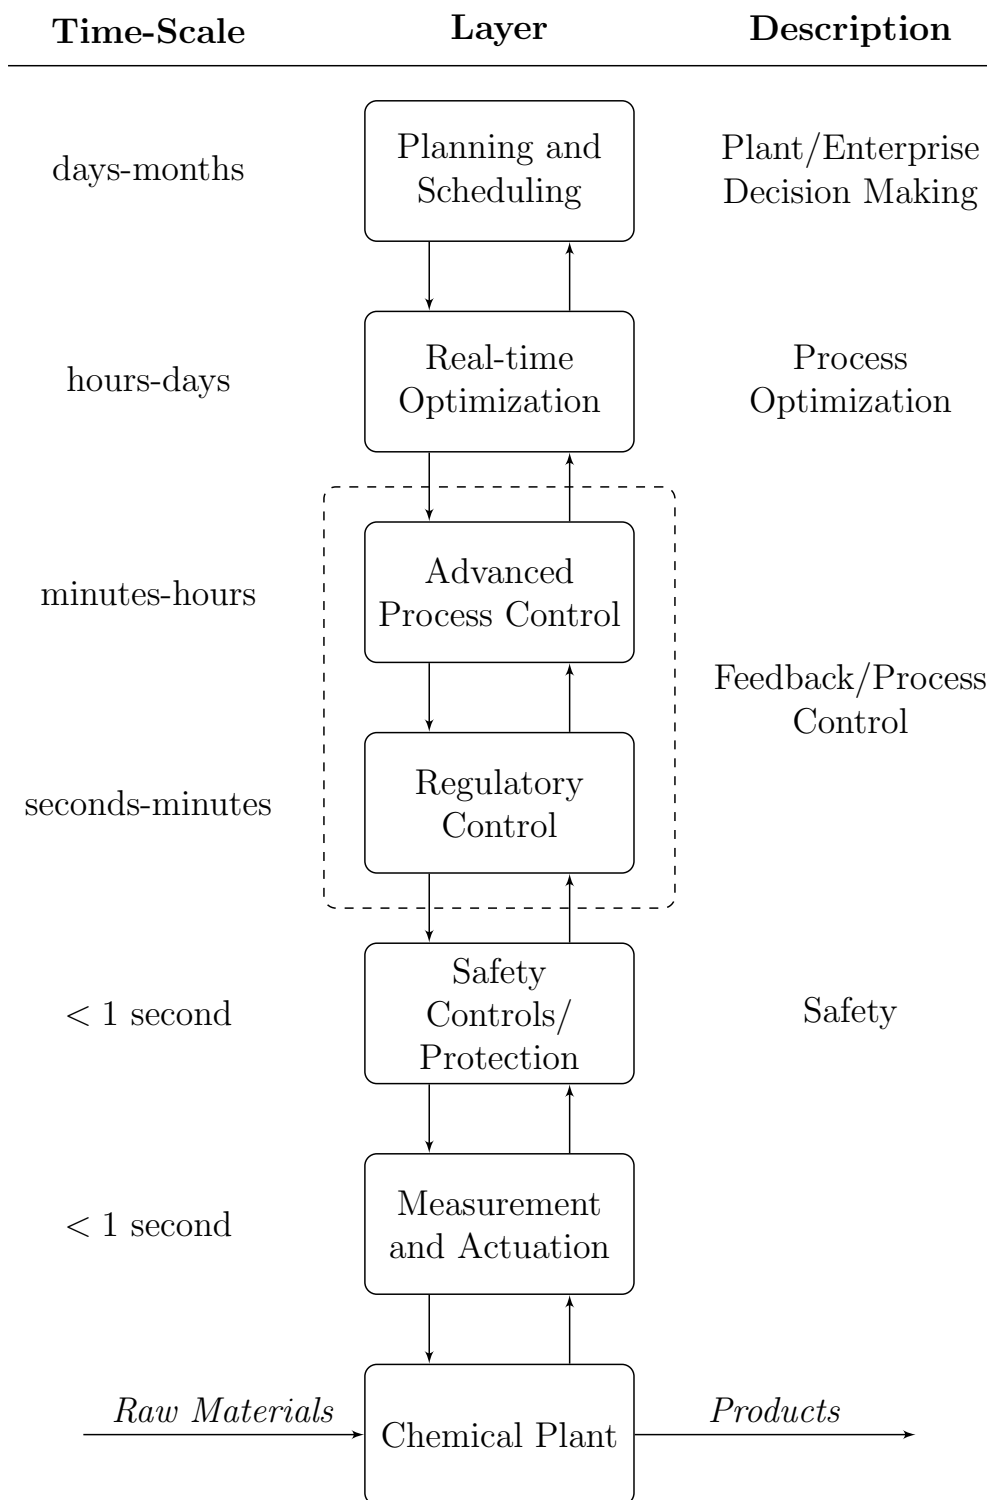 Time-Scale
Layer
Description
days-months
Planning and
Scheduling
Plant/Enterprise
Decision Making
hours-days
Real-time
Optimization
Process
Optimization
minutes-hours
Advanced
Process Control
Feedback/Process
Control
seconds-minutes
Regulatory
Control
< 1 second
Safety
Controls/
Protection
Safety
< 1 second
Measurement
and Actuation
Raw Materials
Chemical Plant
Products